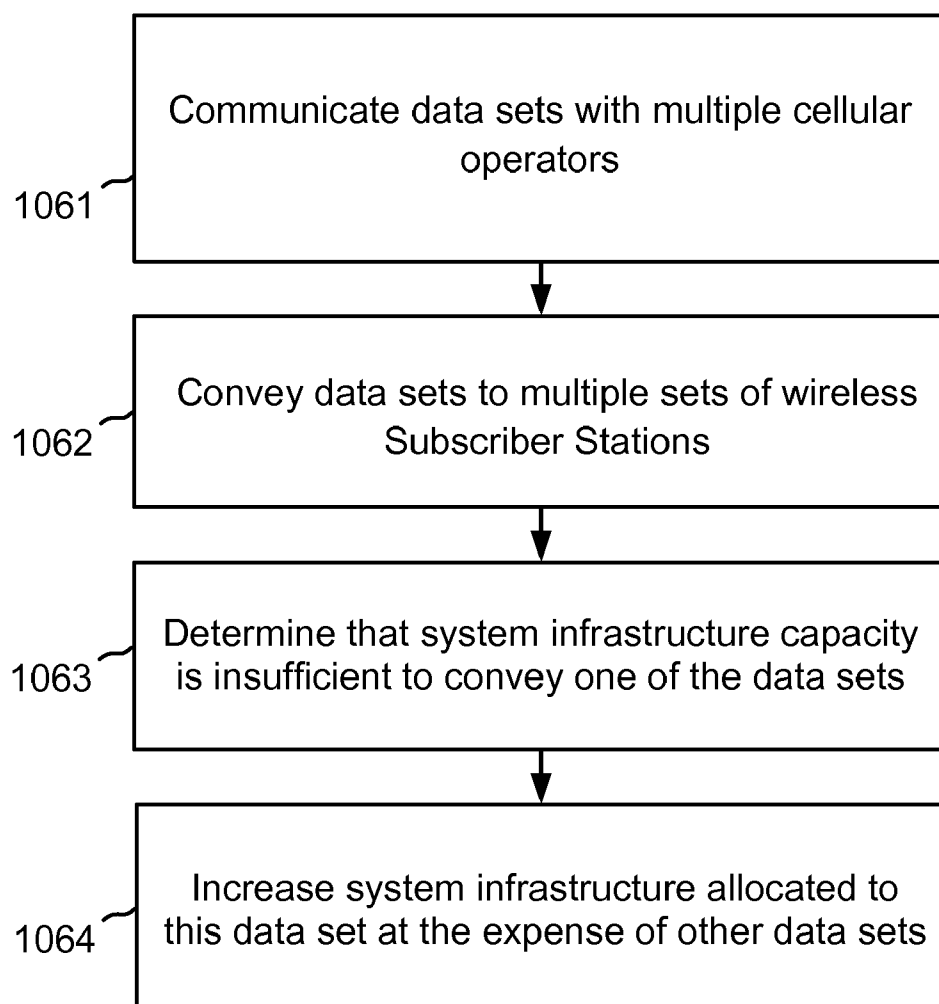 Communicate data sets with multiple cellular
operators
1061
Convey data sets to multiple sets of wireless
Subscriber Stations
1062
Determine that system infrastructure capacity
is insufficient to convey one of the data sets
1063
Increase system infrastructure allocated to
this data set at the expense of other data sets
1064